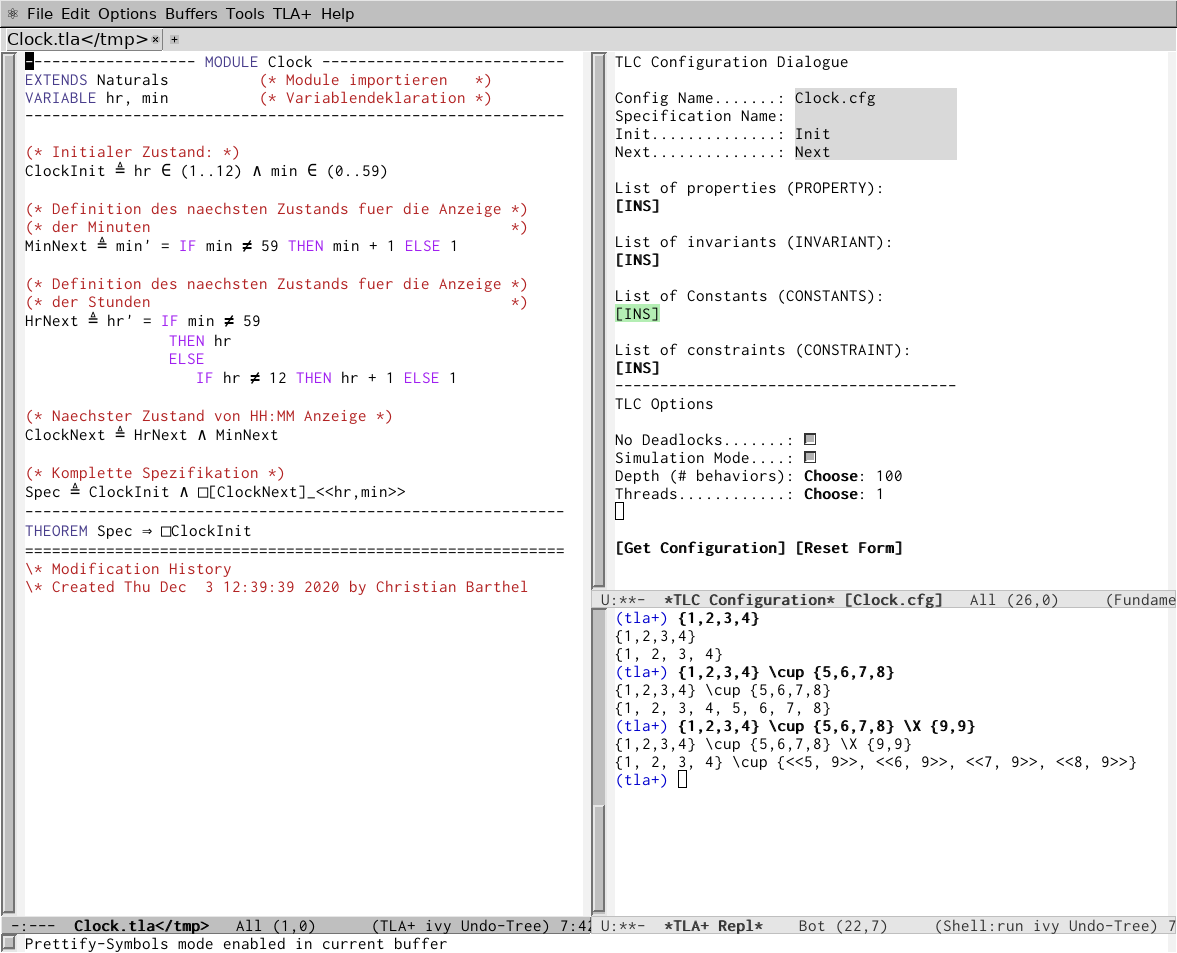 ⚛ File Edit Options Buffers Tools TLA+ Help
Clock.tla</tmp> × +
-------------------- MODULE Clock ---------------------------
EXTENDS Naturals          (* Module importieren   *)
VARIABLE hr, min          (* Variablendeklaration *)
------------------------------------------------------------
(* Initialer Zustand: *)
ClockInit ≜ hr ∈ (1..12) ∧ min ∈ (0..59)
(* Definition des naechsten Zustands fuer die Anzeige *)
(* der Minuten                                        *)
MinNext ≜ min′ = IF min ≠ 59 THEN min + 1 ELSE 1
(* Definition des naechsten Zustands fuer die Anzeige *)
(* der Stunden                                        *)
HrNext ≜ hr′ = IF min ≠ 59
THEN hr
ELSE
IF hr ≠ 12 THEN hr + 1 ELSE 1
(* Naechster Zustand von HH:MM Anzeige *)
ClockNext ≜ HrNext ∧ MinNext
(* Komplette Spezifikation *)
Spec ≜ ClockInit ∧ □[ClockNext]_<<hr,min>>
------------------------------------------------------------
THEOREM Spec ⇒ □ClockInit
============================================================
\* Modification History
\* Created Thu Dec  3 12:39:39 2020 by Christian Barthel
-:---  Clock.tla</tmp>   All (1,0)      (TLA+ ivy Undo-Tree) 7:42
Prettify-Symbols mode enabled in current buffer
TLC Configuration Dialogue
Config Name.......: Clock.cfg
Specification Name:
Init..............: Init
Next..............: Next
List of properties (PROPERTY):
[INS]
List of invariants (INVARIANT):
[INS]
List of Constants (CONSTANTS):
[INS]
List of constraints (CONSTRAINT):
[INS]
--------------------------------------
TLC Options
No Deadlocks.......:
Simulation Mode....:
Depth (# behaviors): Choose: 100
Threads............: Choose: 1
[Get Configuration] [Reset Form]
U:**-  *TLC Configuration* [Clock.cfg]   All (26,0)     (Fundame
(tla+) {1,2,3,4}
{1,2,3,4}
{1, 2, 3, 4}
(tla+) {1,2,3,4} \cup {5,6,7,8}
{1,2,3,4} \cup {5,6,7,8}
{1, 2, 3, 4, 5, 6, 7, 8}
(tla+) {1,2,3,4} \cup {5,6,7,8} \X {9,9}
{1,2,3,4} \cup {5,6,7,8} \X {9,9}
{1, 2, 3, 4} \cup {<<5, 9>>, <<6, 9>>, <<7, 9>>, <<8, 9>>}
(tla+)
U:**-  *TLA+ Repl*    Bot (22,7)     (Shell:run ivy Undo-Tree) 7